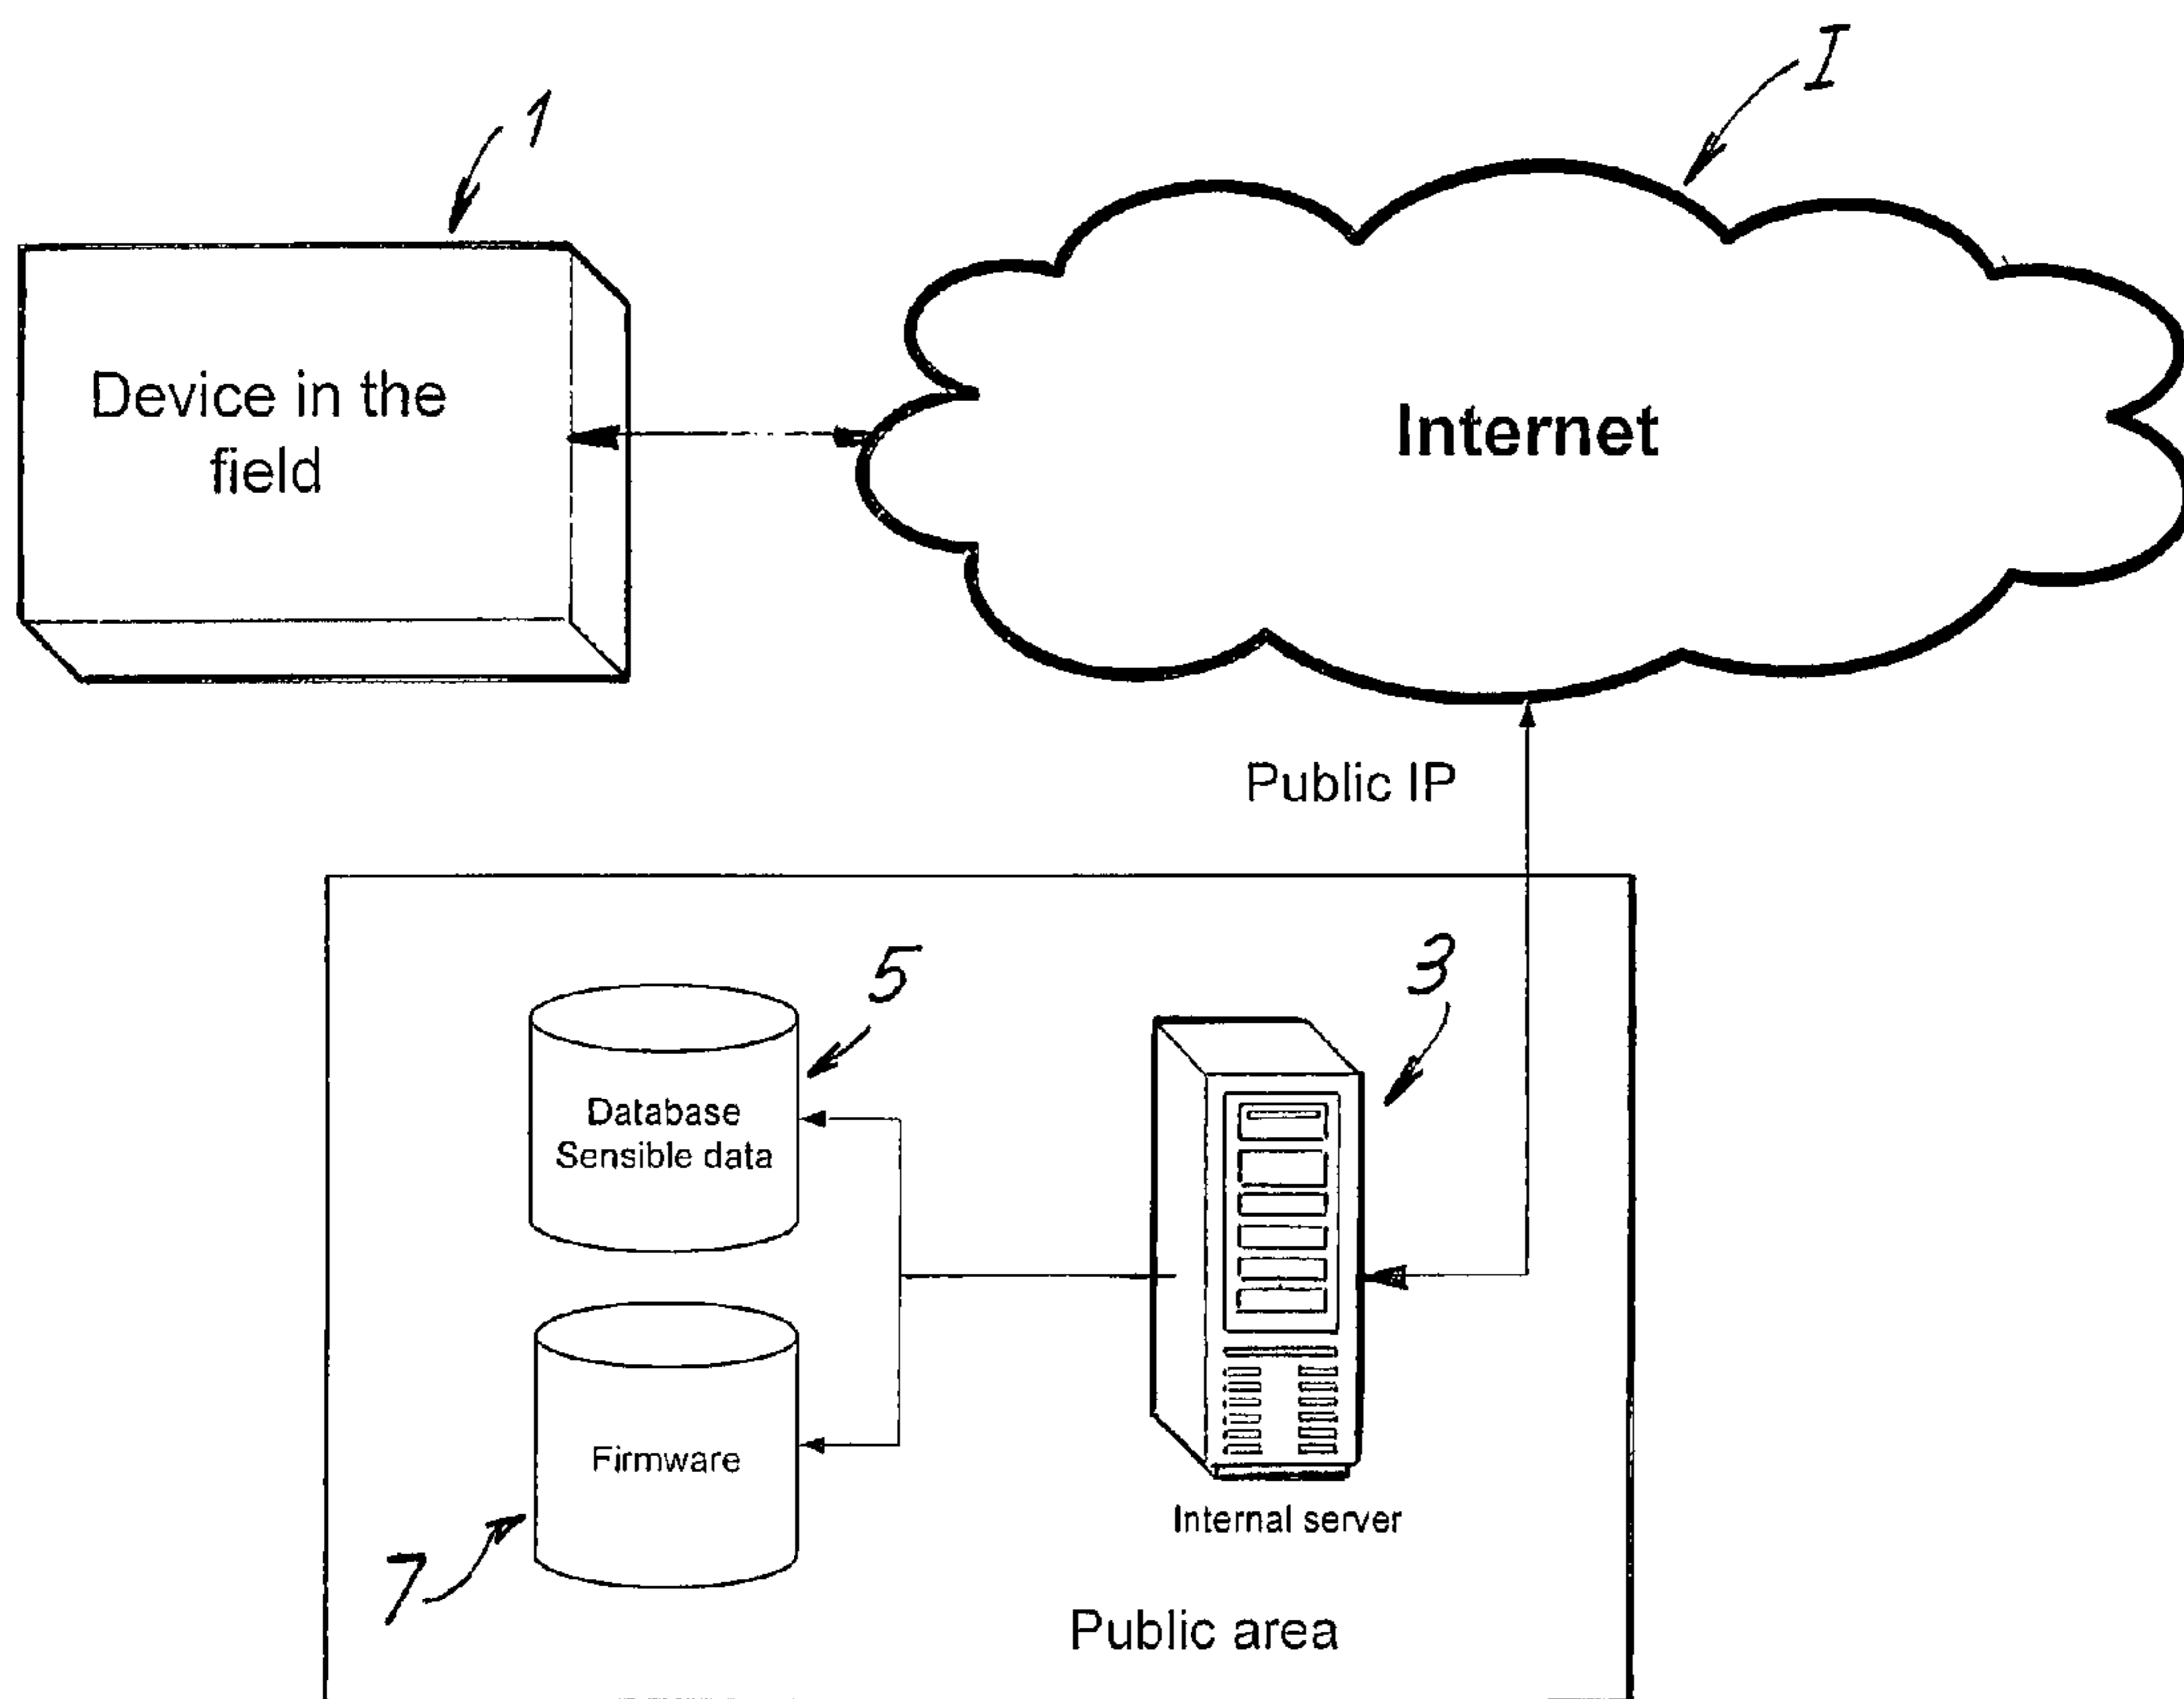 I
1
Device in the
field
Internet
Public IP
5
3
Database
Sensible data
Firmware
Internal server
7
Public area